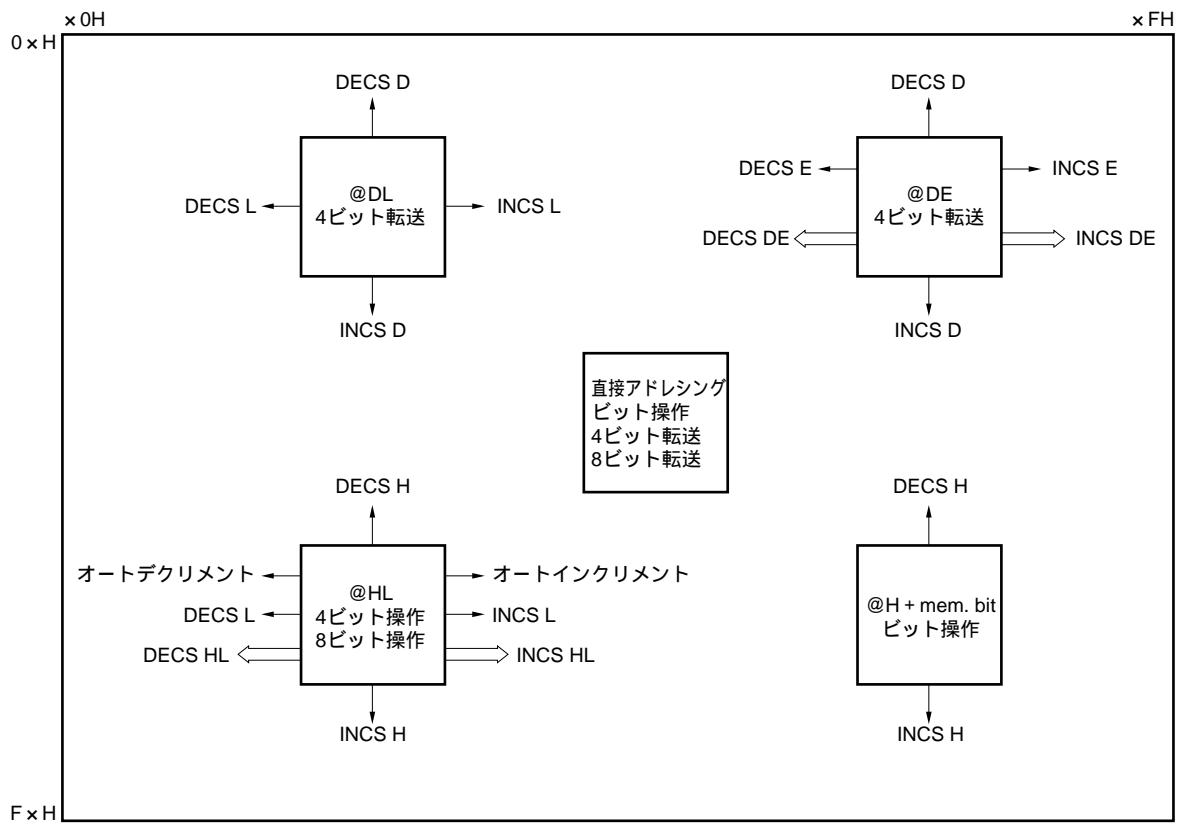 × 0H
× FH
0 × H
DECS D
DECS D
@DL
4ビット転送
DECS L
INCS L
INCS D
DECS E
INCS E
@DE
4ビット転送
DECS DE
INCS DE
INCS D
直接アドレシング
ビット操作
4ビット転送
8ビット転送
DECS H
DECS H
オートデクリメント
オートインクリメント
@HL
4ビット操作
8ビット操作
DECS L
INCS L
DECS HL
INCS HL
INCS H
@H + mem. bit
ビット操作
INCS H
F × H